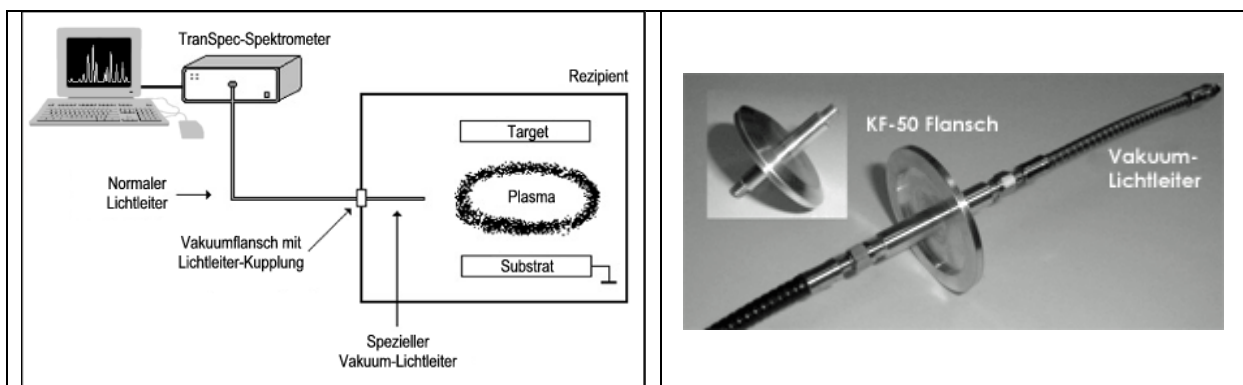 TranSpec-Spektrometer
Rezipient
Target
Normaler
Lichtleiter
Plasma
Vakuumflansch mit
Lichtleiter-Kupplung
Substrat
Spezieller
Vakuum-Lichtleiter
KF-50 Flansch
Vakuum-
Lichtleiter